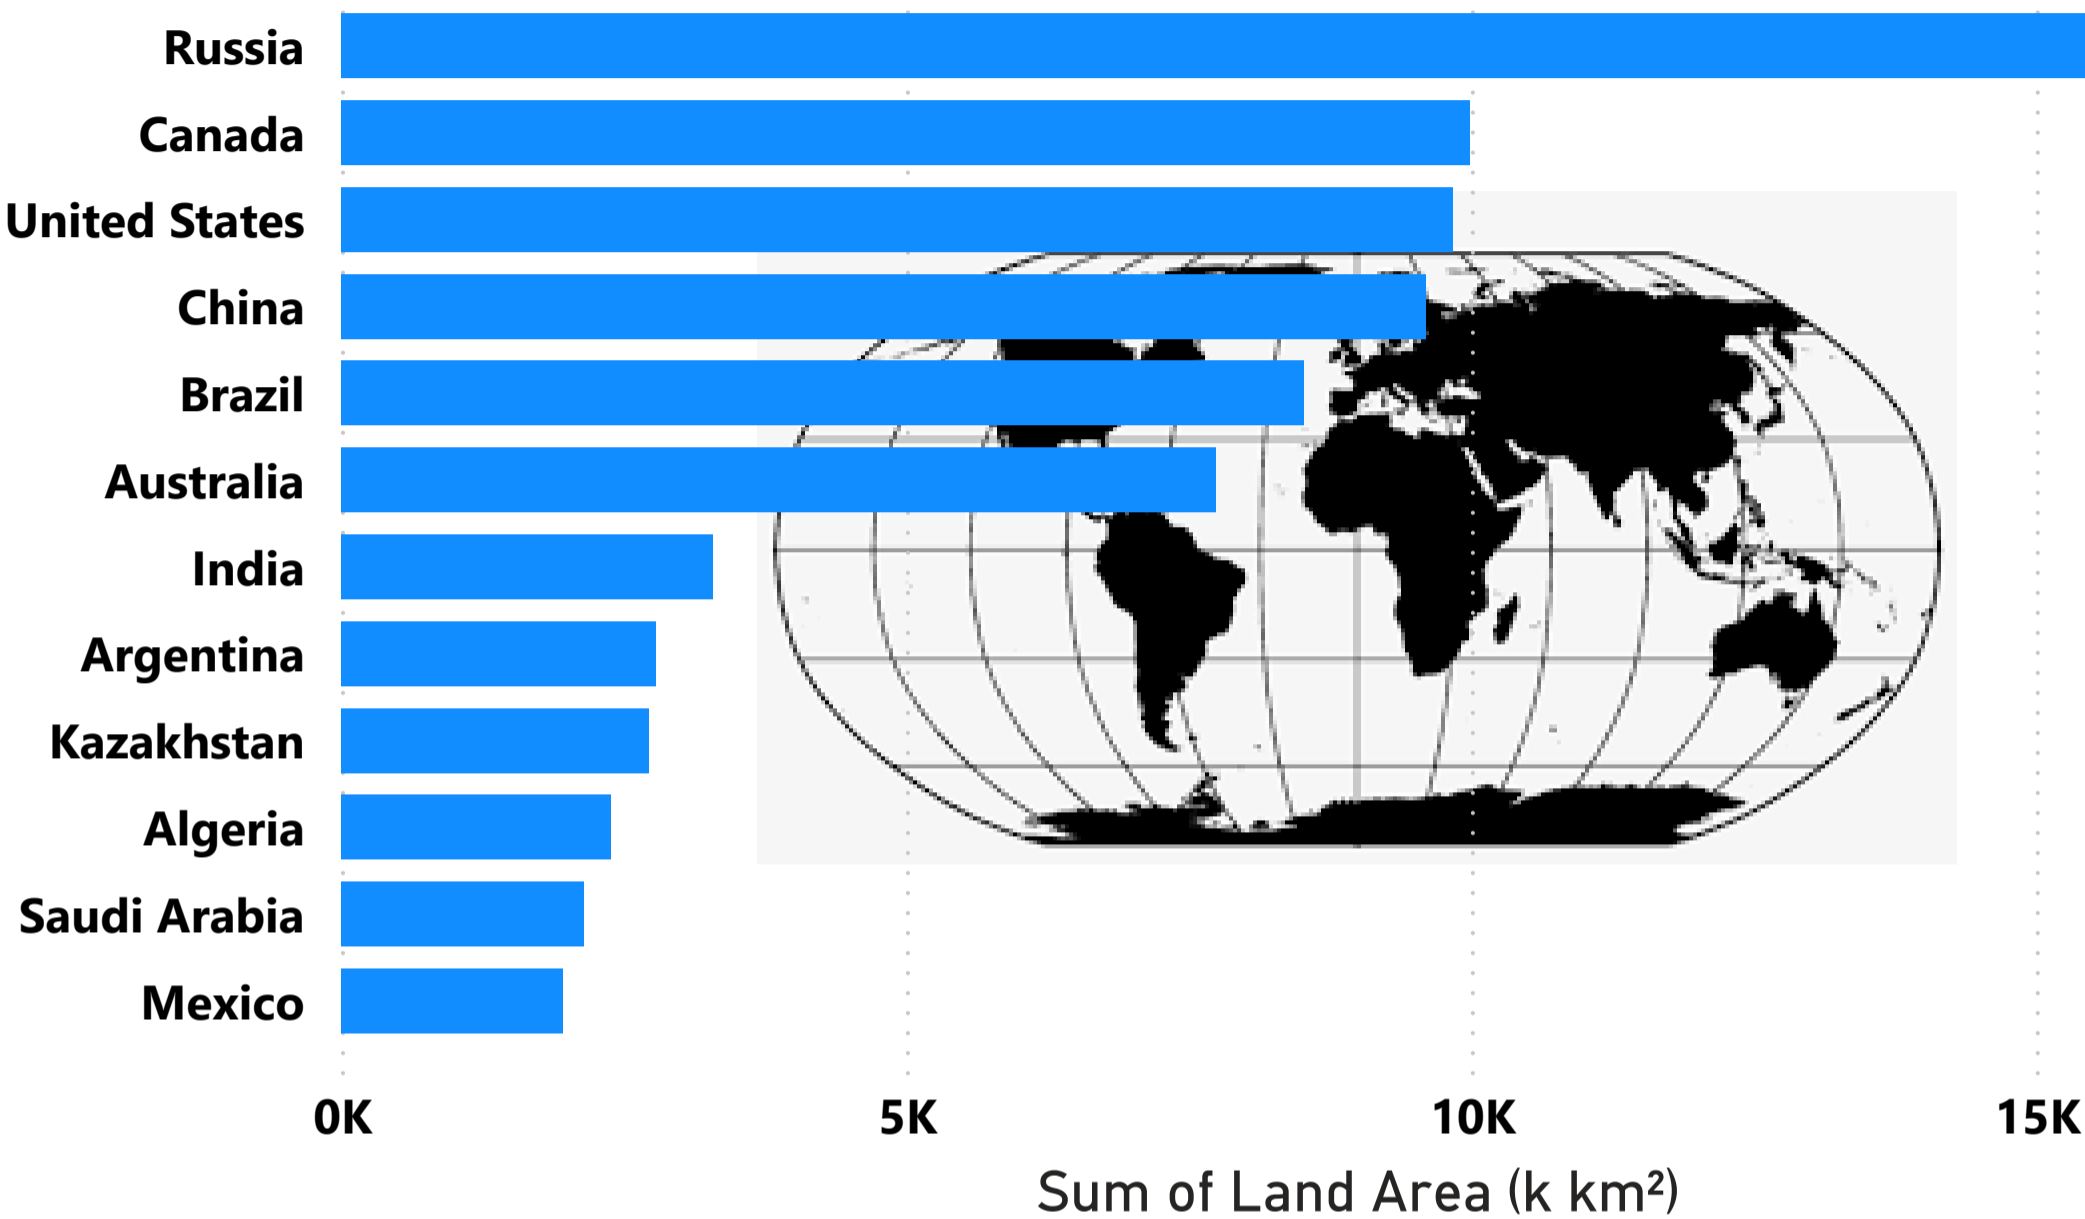 Russia
Canada
United States
China
Brazil
Australia
India
Argentina
Kazakhstan
Algeria
Saudi Arabia
Mexico
0K 5K 10K 15K
Sum of Land Area (k km²)